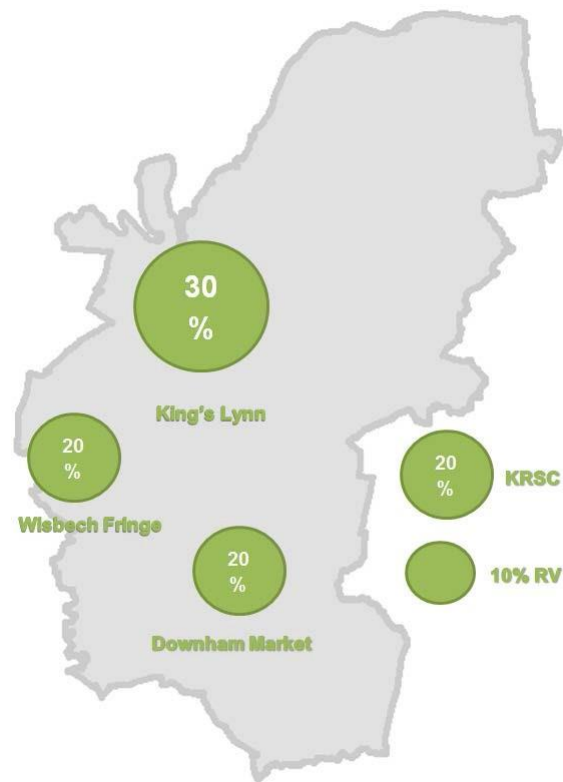 30
%
King's Lynn
20
%
Wisbech Fringe
20
%
KRSC
20
%
Downham Market
10% RV